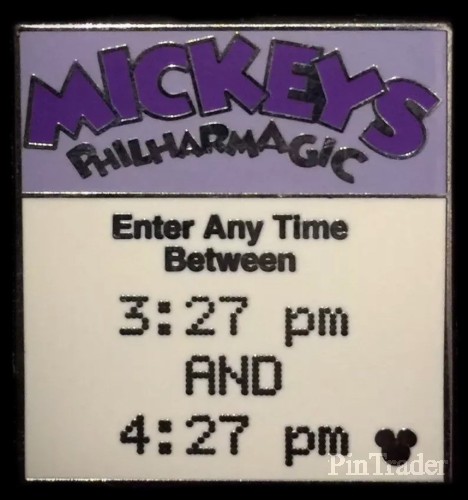 MICKEYS
PHILHARMAGIC
Enter Any Time
Between
3:27 pm
AND
4:27 pm
PinTrader